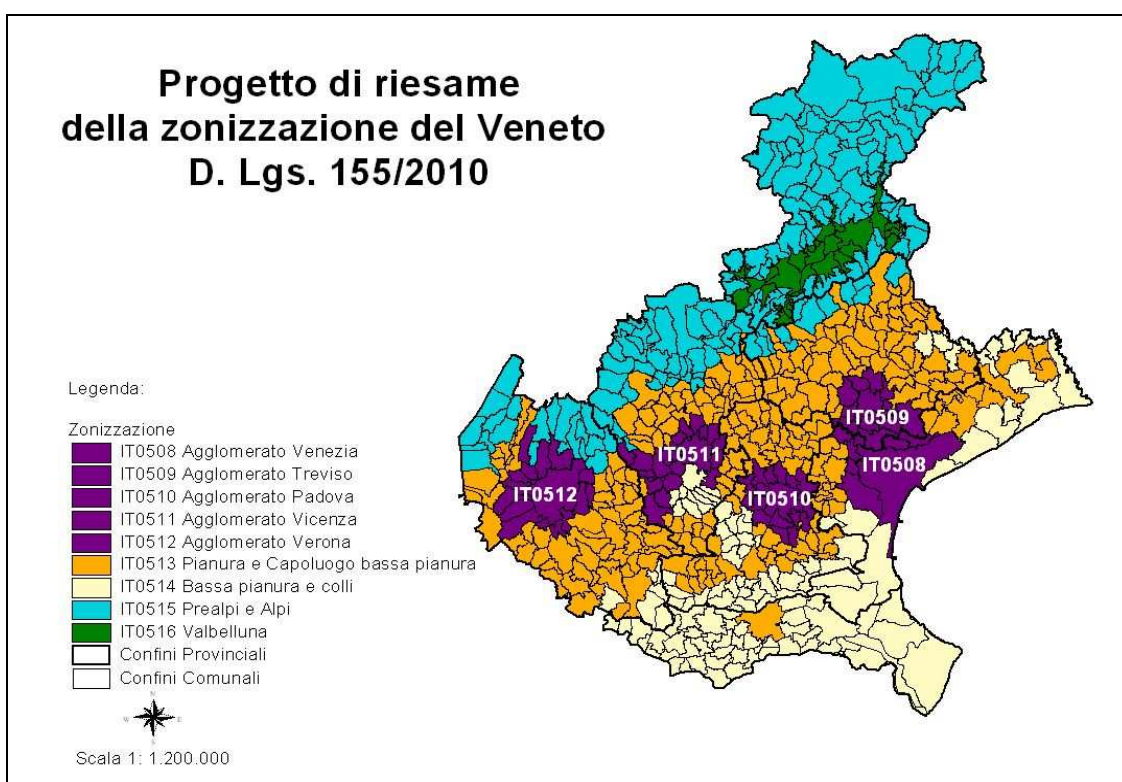 Progetto di riesame
della zonizzazione del Veneto
D. Lgs. 155/2010
Legenda:
Zonizzazione
IT0508 Agglomerato Venezia
IT0509 Agglomerato Treviso
IT0510 Agglomerato Padova
IT0511 Agglomerato Vicenza
IT0512 Agglomerato Verona
IT0513 Pianura e Capoluogo bassa pianura
IT0514 Bassa pianura e colli
IT0515 Prealpi e Alpi
IT0516 Valbelluna
Confini Provinciali
Confini Comunali
N
W E
S
Scala 1: 1.200.000
IT0509
IT0508
IT0511
IT0510
IT0512